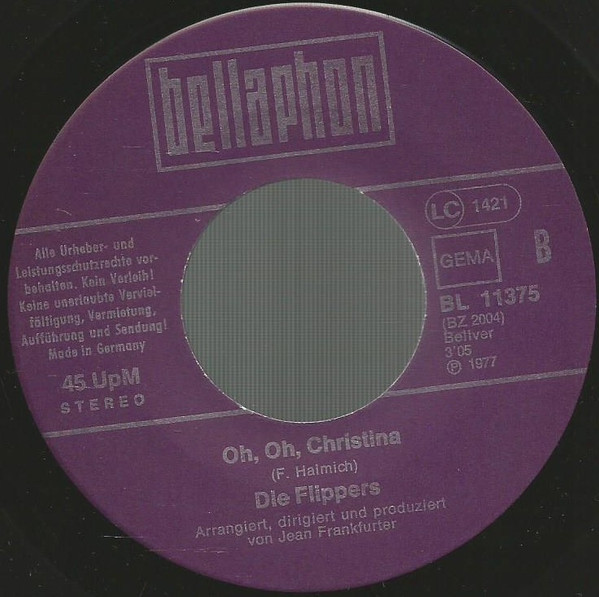 bellaphon
LC 1421
GEMA
B
BL 11375
(BZ. 2004)
Bellver
3'05
℗ 1977
Alle Urheber- und
Leistungsschutzrechte vor-
behalten. Kein Verleih!
Keine unerlaubte Verviel-
fältigung, Vermietung,
Aufführung und Sendung!
Made in Germany
45 UpM
STEREO
Oh, Oh, Christina
(F. Halmich)
Die Flippers
Arrangiert, dirigiert und produziert
von Jean Frankfurter